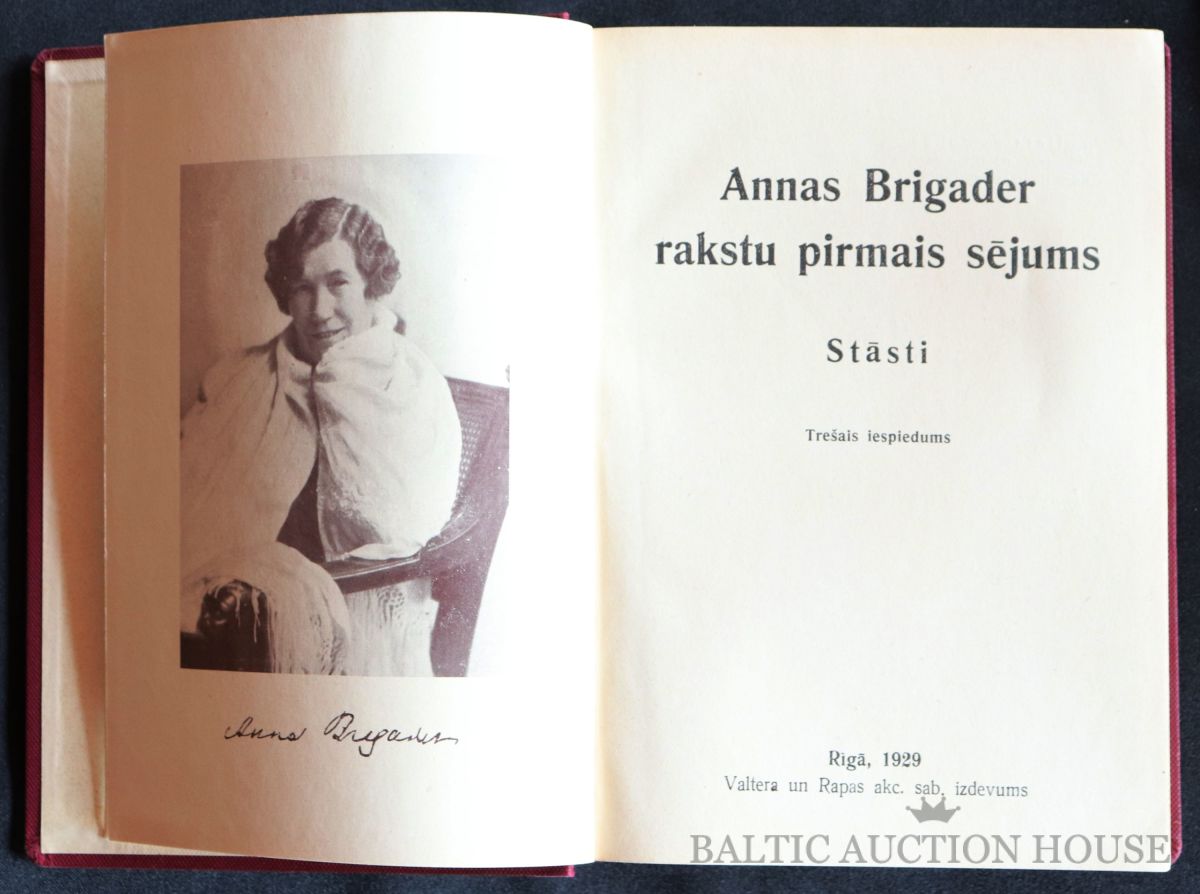 Anna Brigader
Annas Brigader
rakstu pirmais sējums
Stāsti
Trešais iespiedums
Rīgā, 1929
Valtera un Rapas akc. sab. izdevums
BALTIC AUCTION HOUSE